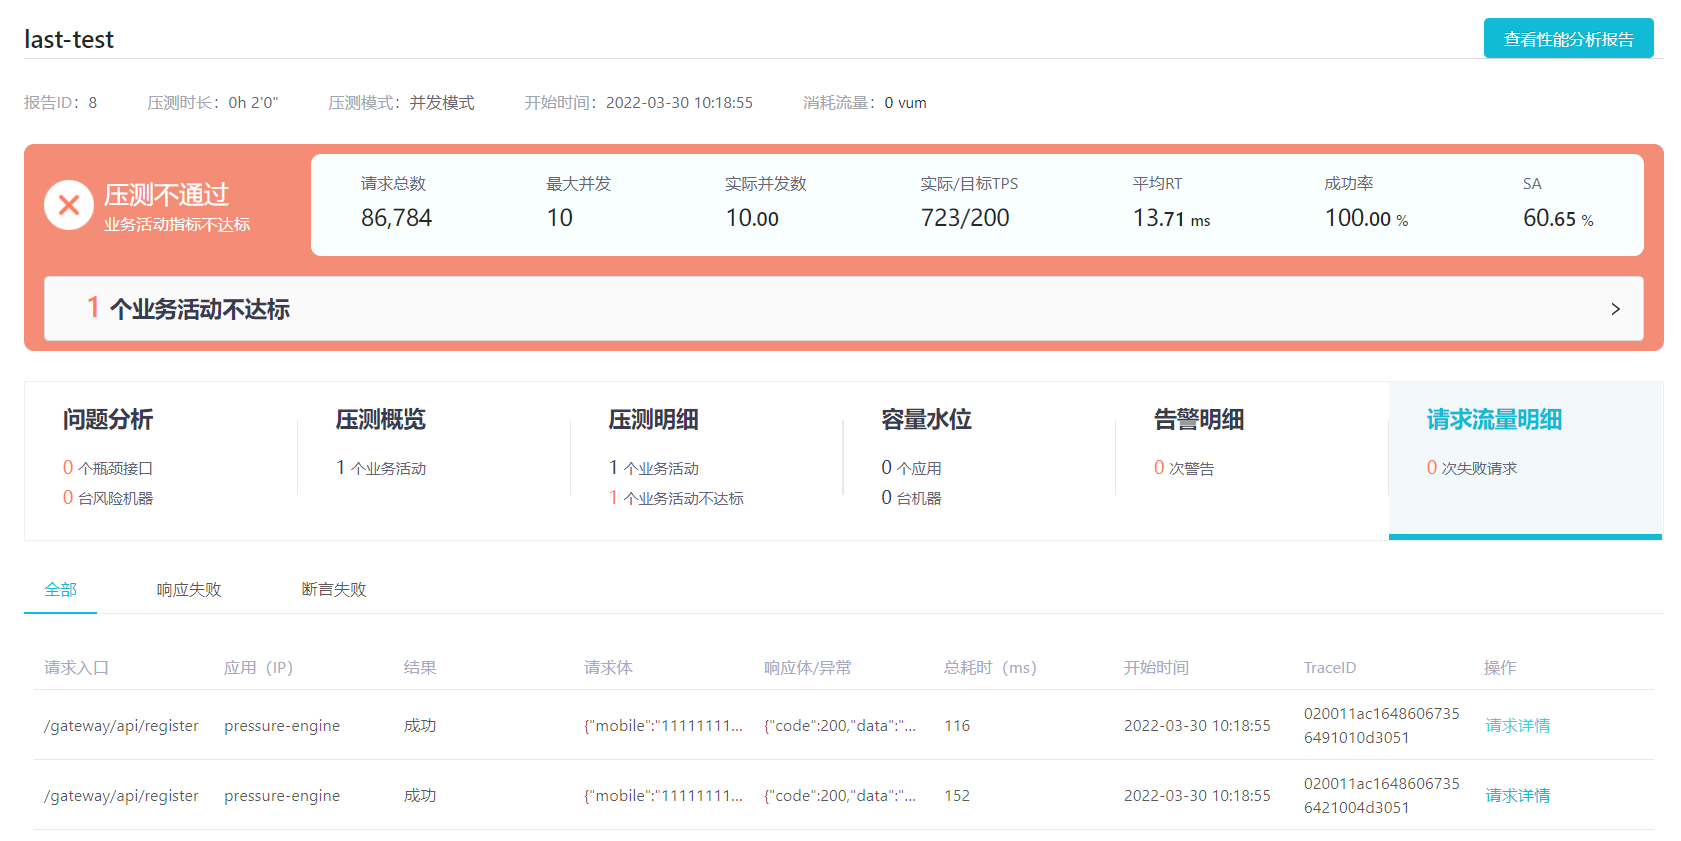 last-test
查看性能分析报告
报告ID：8 压测时长：0h 2'0" 压测模式：并发模式 开始时间：2022-03-30 10:18:55 消耗流量：0 vum
压测不通过
业务活动指标不达标
请求总数 最大并发 实际并发数 实际/目标TPS 平均RT 成功率 SA
86,784 10 10.00 723/200 13.71 ms 100.00 % 60.65 %
1 个业务活动不达标
问题分析 压测概览 压测明细 容量水位 告警明细 请求流量明细
0 个瓶颈接口 1 个业务活动 1 个业务活动 0 个应用 0 次警告 0 次失败请求
0 台风险机器 1 个业务活动不达标 0 台机器
全部 响应失败 断言失败
请求入口 应用（IP） 结果 请求体 响应体/异常 总耗时（ms） 开始时间 TraceID 操作
/gateway/api/register pressure-engine 成功 {"mobile":"11111111... {"code":200,"data":"... 116 2022-03-30 10:18:55 020011ac1648606735 请求详情
6491010d3051
/gateway/api/register pressure-engine 成功 {"mobile":"11111111... {"code":200,"data":"... 152 2022-03-30 10:18:55 020011ac1648606735 请求详情
6421004d3051